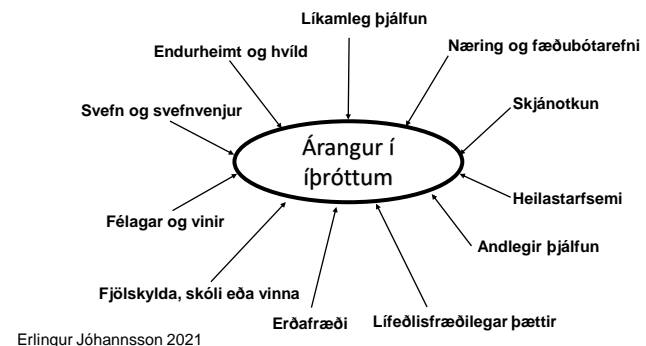 Líkamleg þjálfun
Endurheimt og hvíld
Næring og fæðubótarefni
Svefn og svefnvenjur
Skjánotkun
Árangur í
íþróttum
Heilastarfsemi
Félagar og vinir
Andlegir þjálfun
Fjölskylda, skóli eða vinna
Erðafræði
Lífeðlisfræðilegar þættir
Erlingur Jóhannsson 2021